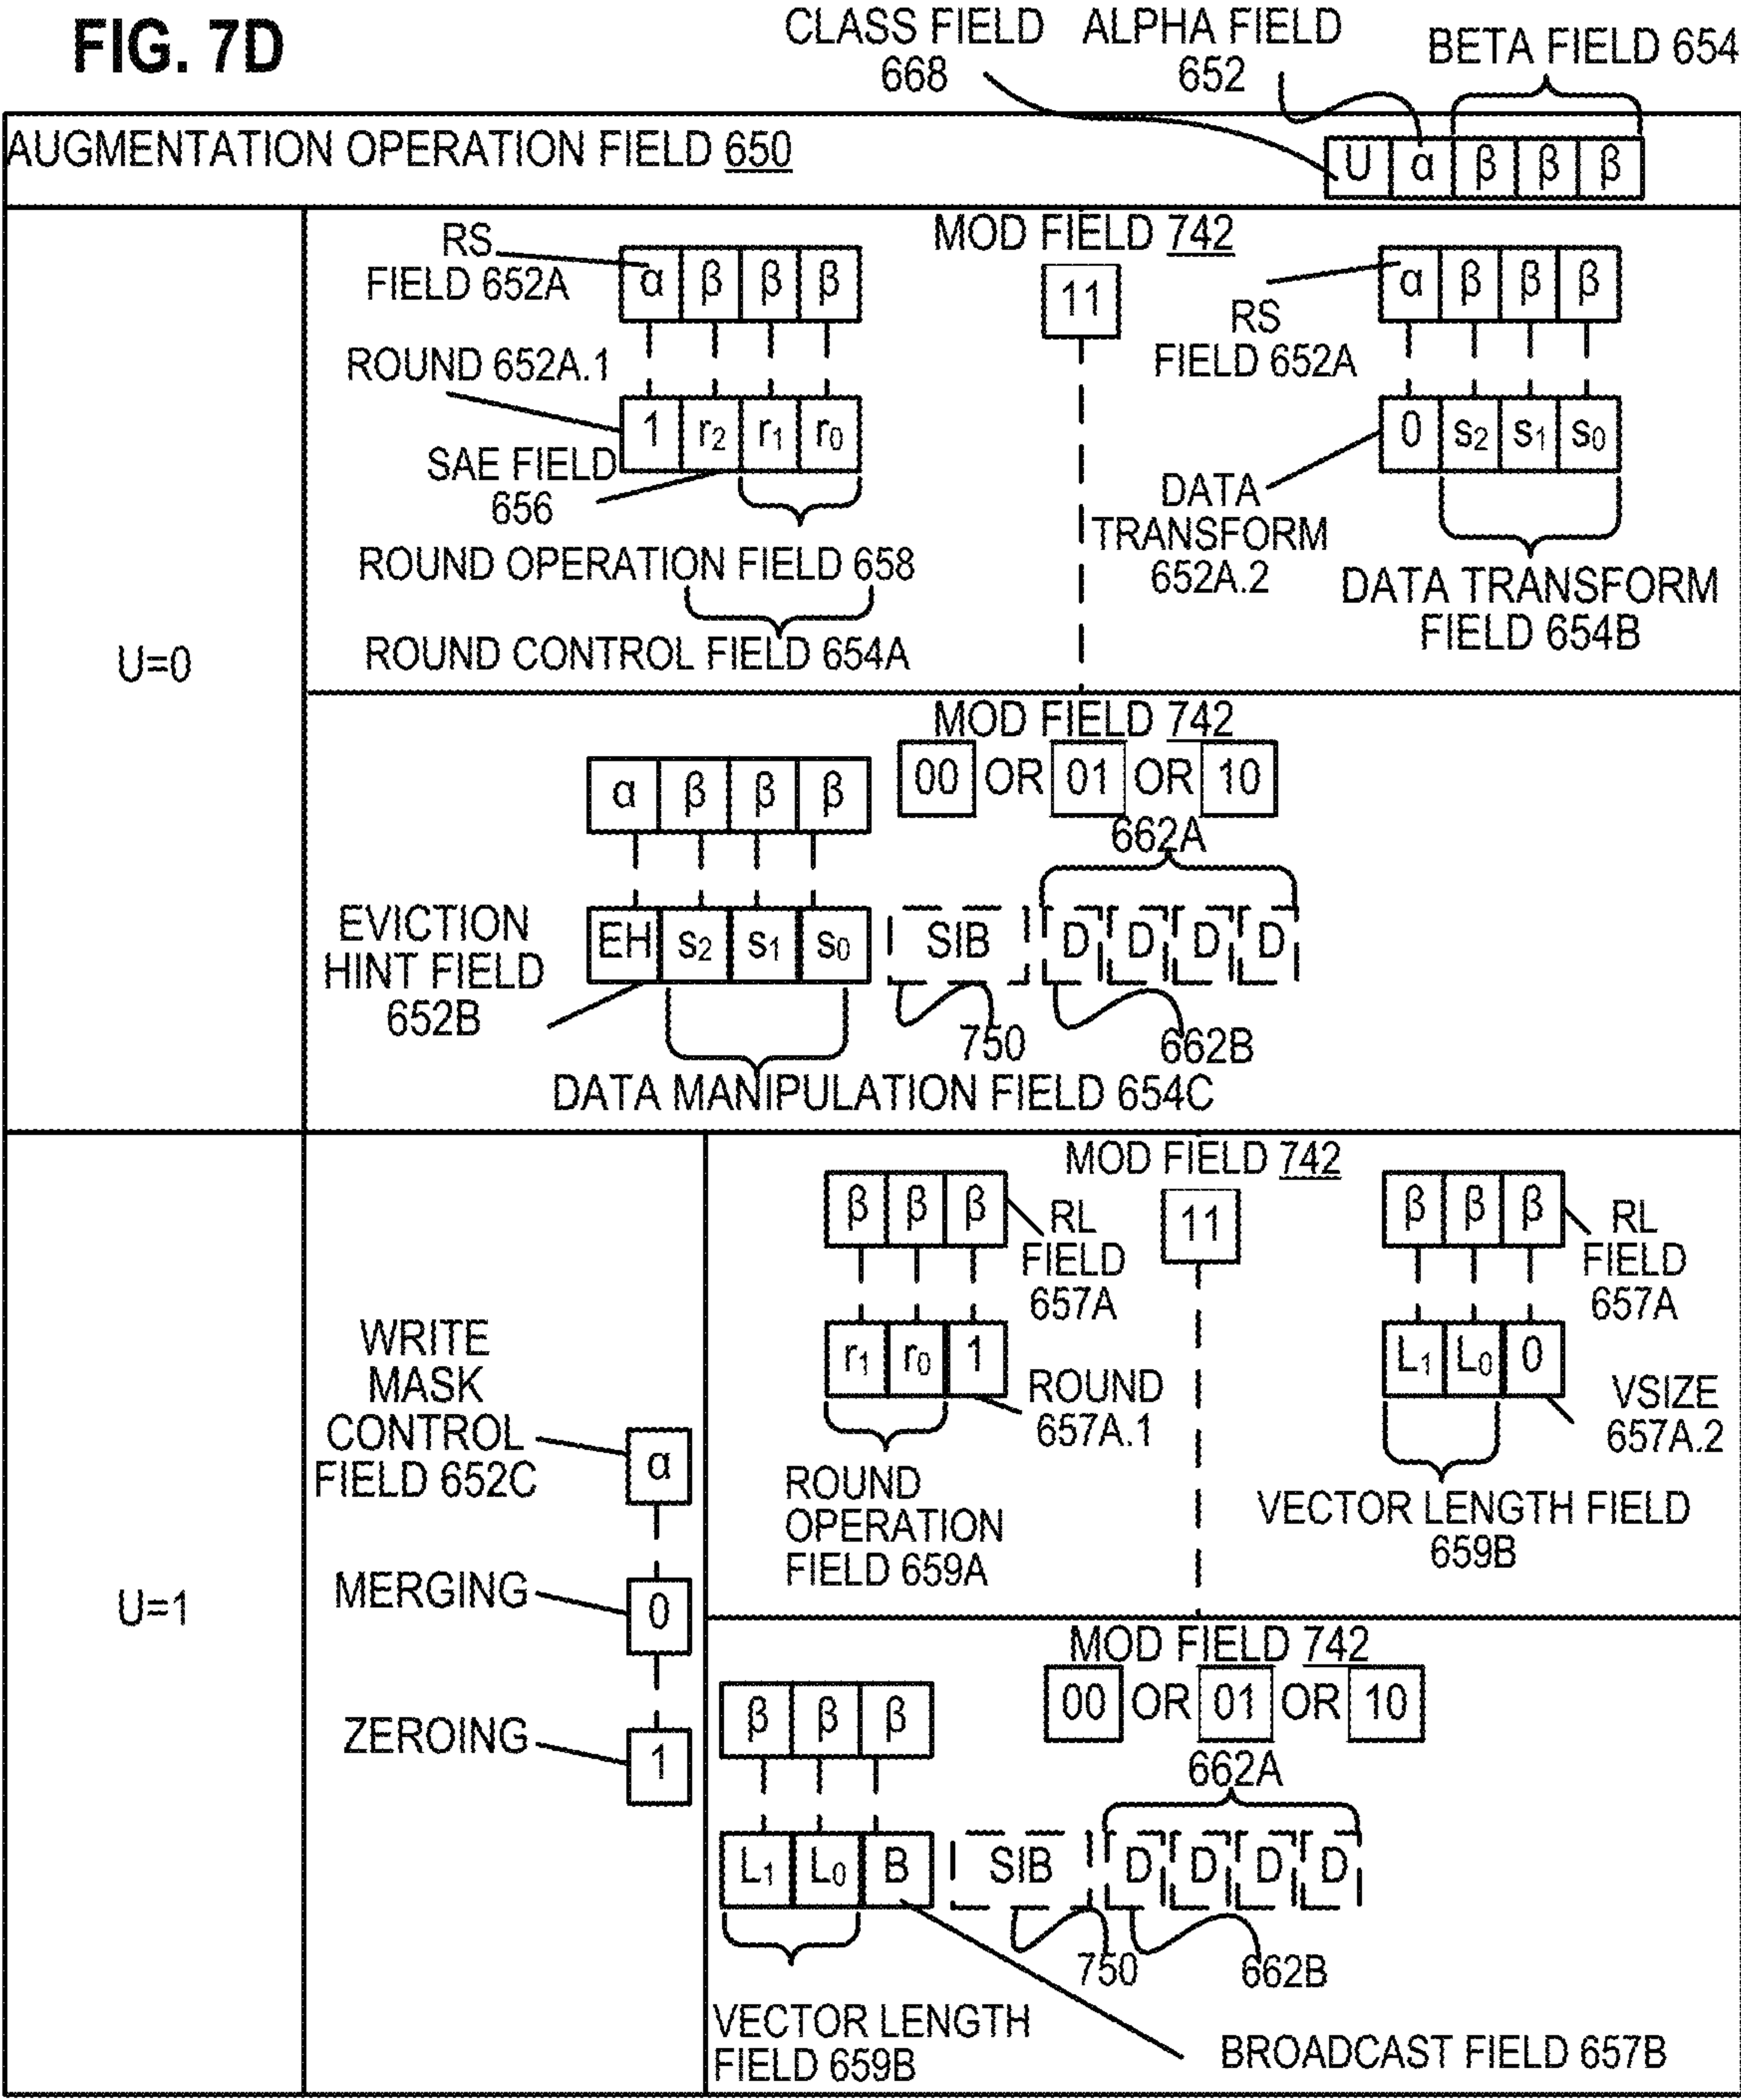 FIG. 7D
CLASS FIELD
668
ALPHA FIELD
652
BETA FIELD 654
AUGMENTATION OPERATION FIELD 650
U α β β β
U=0
MOD FIELD 742
11
RS
FIELD 652A
α β β β
ROUND 652A.1
1 r2 r1 r0
SAE FIELD
656
ROUND OPERATION FIELD 658
ROUND CONTROL FIELD 654A
α β β β
RS
FIELD 652A
0 s2 s1 s0
DATA
TRANSFORM
652A.2
DATA TRANSFORM
FIELD 654B
MOD FIELD 742
00 OR 01 OR 10
α β β β
662A
EVICTION
HINT FIELD
652B
EH s2 s1 s0 SIB D D D D
750
662B
DATA MANIPULATION FIELD 654C
U=1
WRITE
MASK
CONTROL
FIELD 652C
α
MERGING
0
ZEROING
1
MOD FIELD 742
11
β β β
RL
FIELD
657A
r1 r0 1
ROUND
657A.1
ROUND
OPERATION
FIELD 659A
β β β
RL
FIELD
657A
L1 L0 0
VSIZE
657A.2
VECTOR LENGTH FIELD
659B
MOD FIELD 742
00 OR 01 OR 10
β β β
662A
L1 L0 B SIB D D D D
750
662B
VECTOR LENGTH
FIELD 659B
BROADCAST FIELD 657B